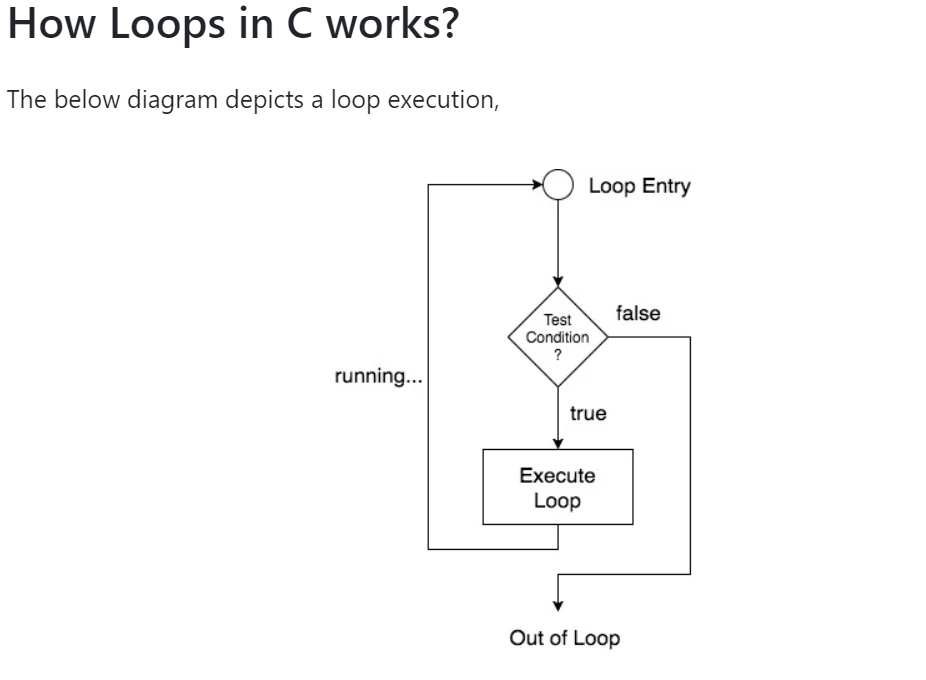 How Loops in C works?
The below diagram depicts a loop execution,
Loop Entry
Test
Condition
?
false
running...
true
Execute
Loop
Out of Loop